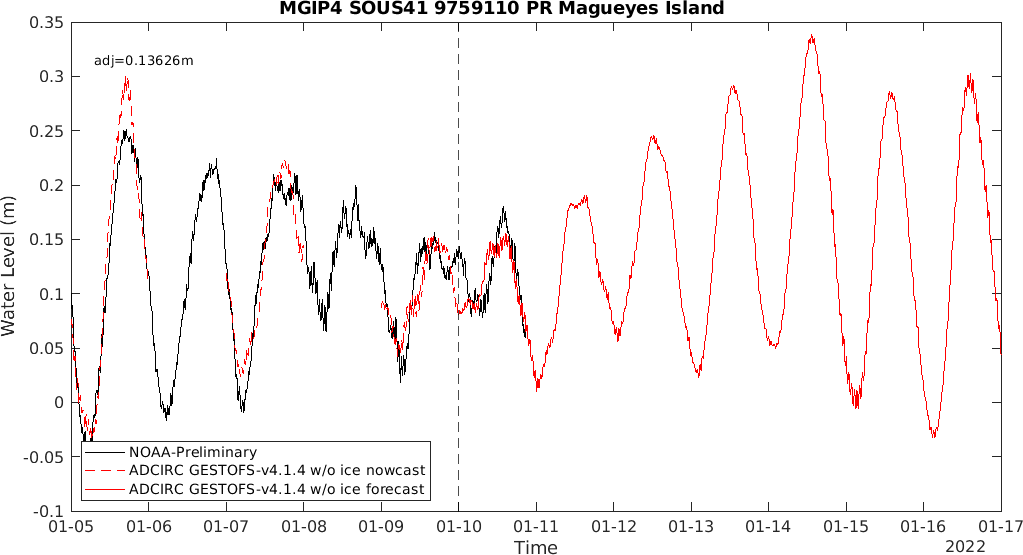 MGIP4 SOUS41 9759110 PR Magueyes Island
adj=0.13626m
Water Level (m)
0.35
0.3
0.25
0.2
0.15
0.1
0.05
0
-0.05
-0.1
NOAA-Preliminary
ADCIRC GESTOFS-v4.1.4 w/o ice nowcast
ADCIRC GESTOFS-v4.1.4 w/o ice forecast
01-05 01-06 01-07 01-08 01-09 01-10 01-11 01-12 01-13 01-14 01-15 01-16 01-17
Time
2022